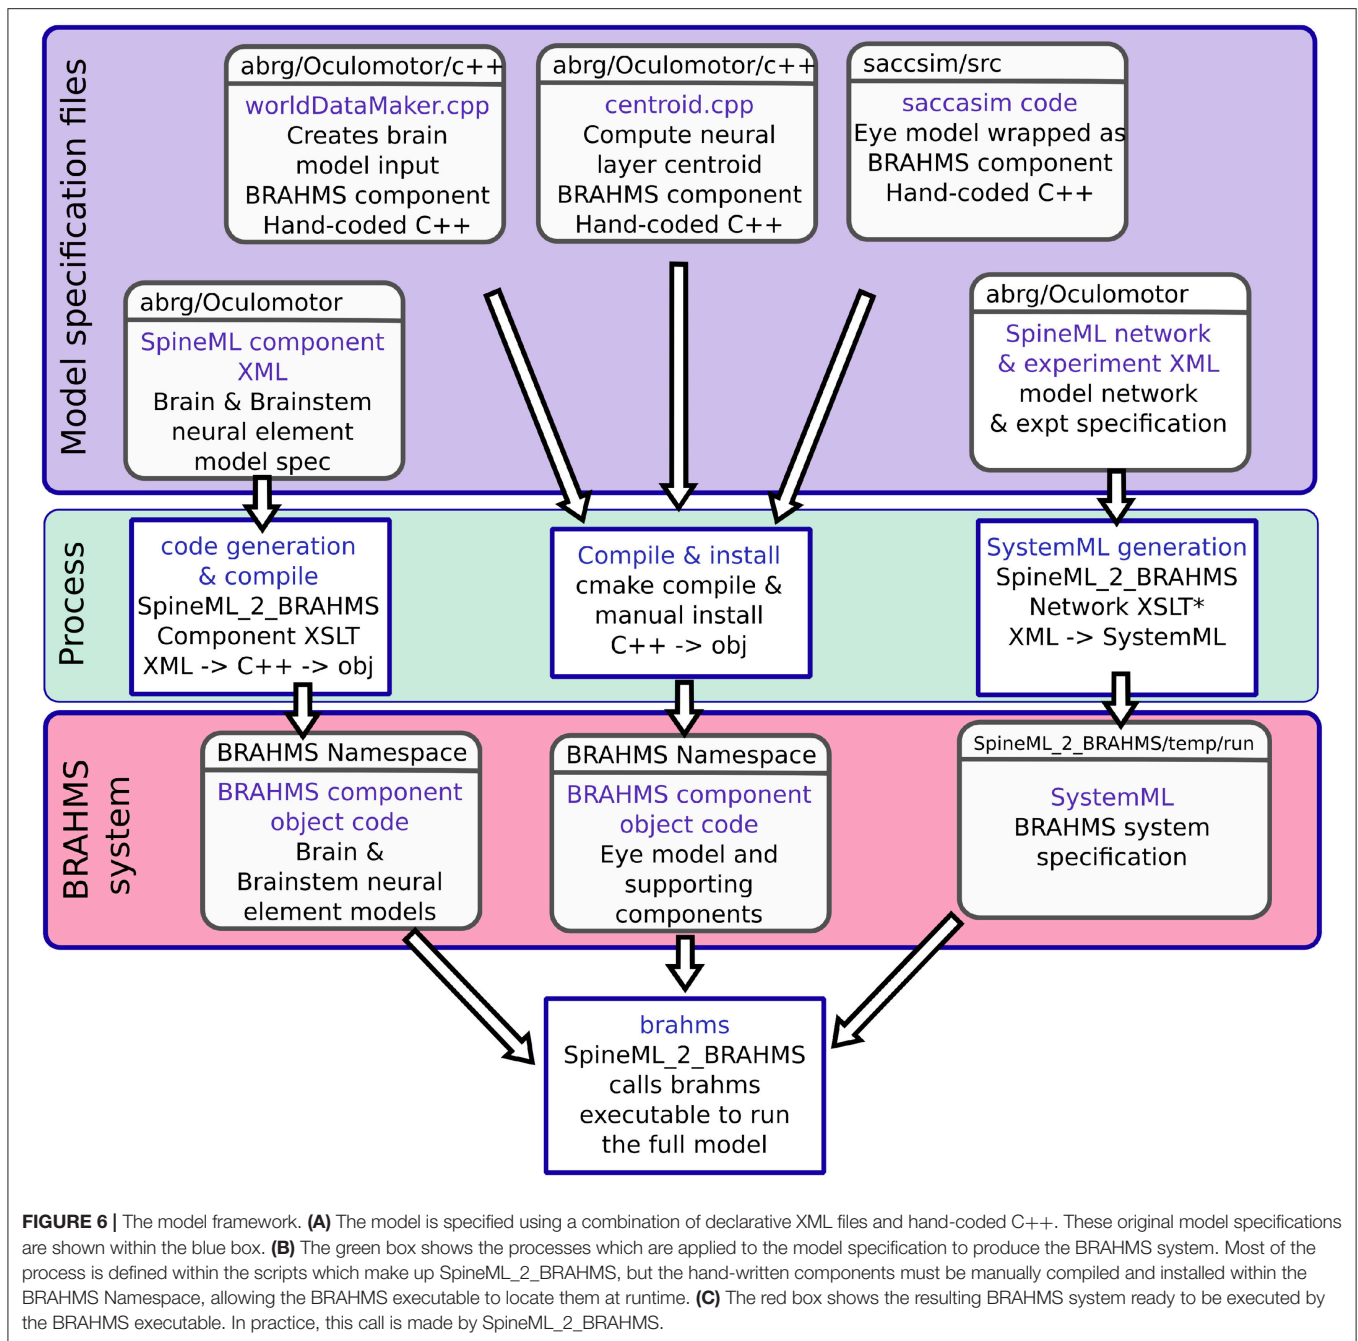 Model specification files
abrg/Oculomotor/c++
worldDataMaker.cpp
Creates brain
model input
BRAHMS component
Hand-coded C++
abrg/Oculomotor/c++
centroid.cpp
Compute neural
layer centroid
BRAHMS component
Hand-coded C++
saccsim/src
saccasim code
Eye model wrapped as
BRAHMS component
Hand-coded C++
abrg/Oculomotor
SpineML component
XML
Brain & Brainstem
neural element
model spec
abrg/Oculomotor
SpineML network
& experiment XML
model network
& expt specification
Process
code generation
& compile
SpineML_2_BRAHMS
Component XSLT
XML -> C++ -> obj
Compile & install
cmake compile &
manual install
C++ -> obj
SystemML generation
SpineML_2_BRAHMS
Network XSLT*
XML -> SystemML
BRAHMS
system
BRAHMS Namespace
BRAHMS component
object code
Brain &
Brainstem neural
element models
BRAHMS Namespace
BRAHMS component
object code
Eye model and
supporting
components
SpineML_2_BRAHMS/temp/run
SystemML
BRAHMS system
specification
brahms
SpineML_2_BRAHMS
calls brahms
executable to run
the full model
FIGURE 6 | The model framework. (A) The model is specified using a combination of declarative XML files and hand-coded C++. These original model specifications
are shown within the blue box. (B) The green box shows the processes which are applied to the model specification to produce the BRAHMS system. Most of the
process is defined within the scripts which make up SpineML_2_BRAHMS, but the hand-written components must be manually compiled and installed within the
BRAHMS Namespace, allowing the BRAHMS executable to locate them at runtime. (C) The red box shows the resulting BRAHMS system ready to be executed by
the BRAHMS executable. In practice, this call is made by SpineML_2_BRAHMS.